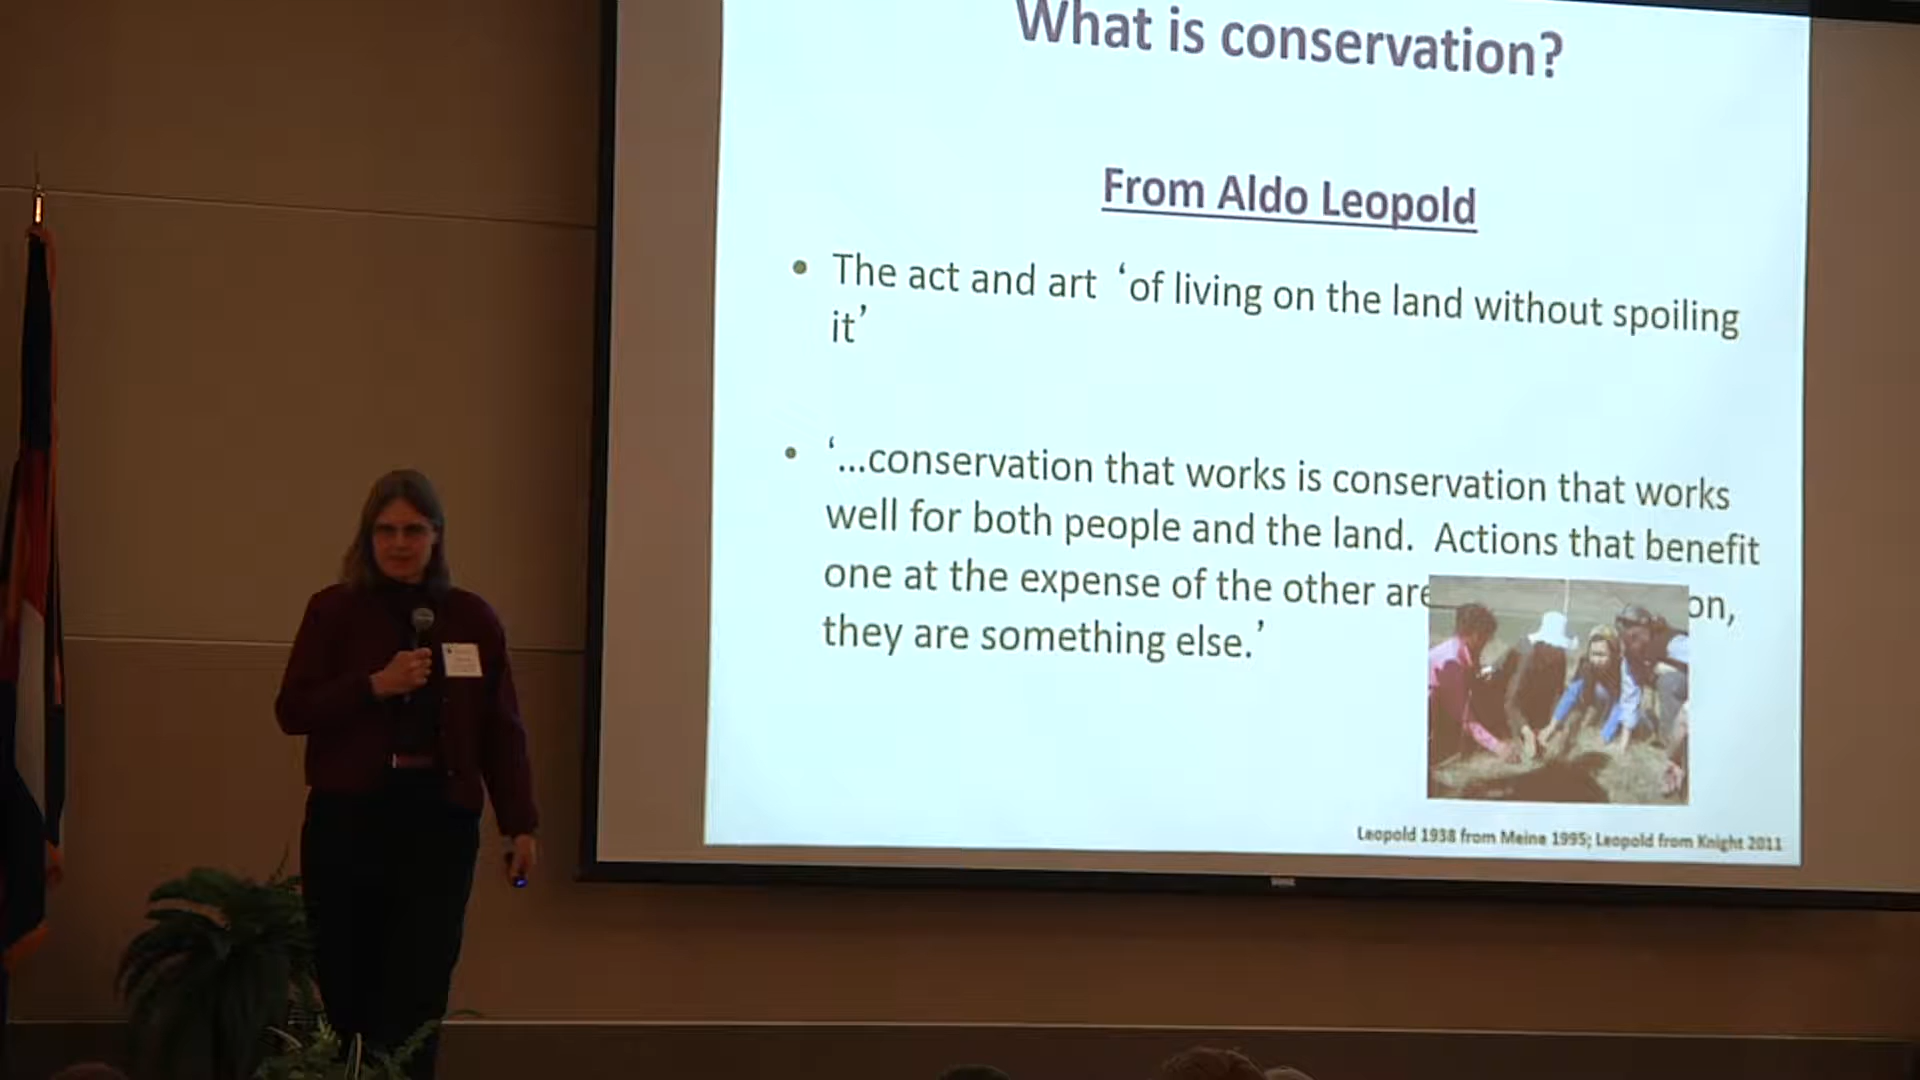 What is conservation?
From Aldo Leopold
• The act and art ‘of living on the land without spoiling
it’
• ‘...conservation that works is conservation that works
well for both people and the land. Actions that benefit
one at the expense of the other are on,
they are something else.’
Leopold 1938 from Meine 1995; Leopold from Knight 2011